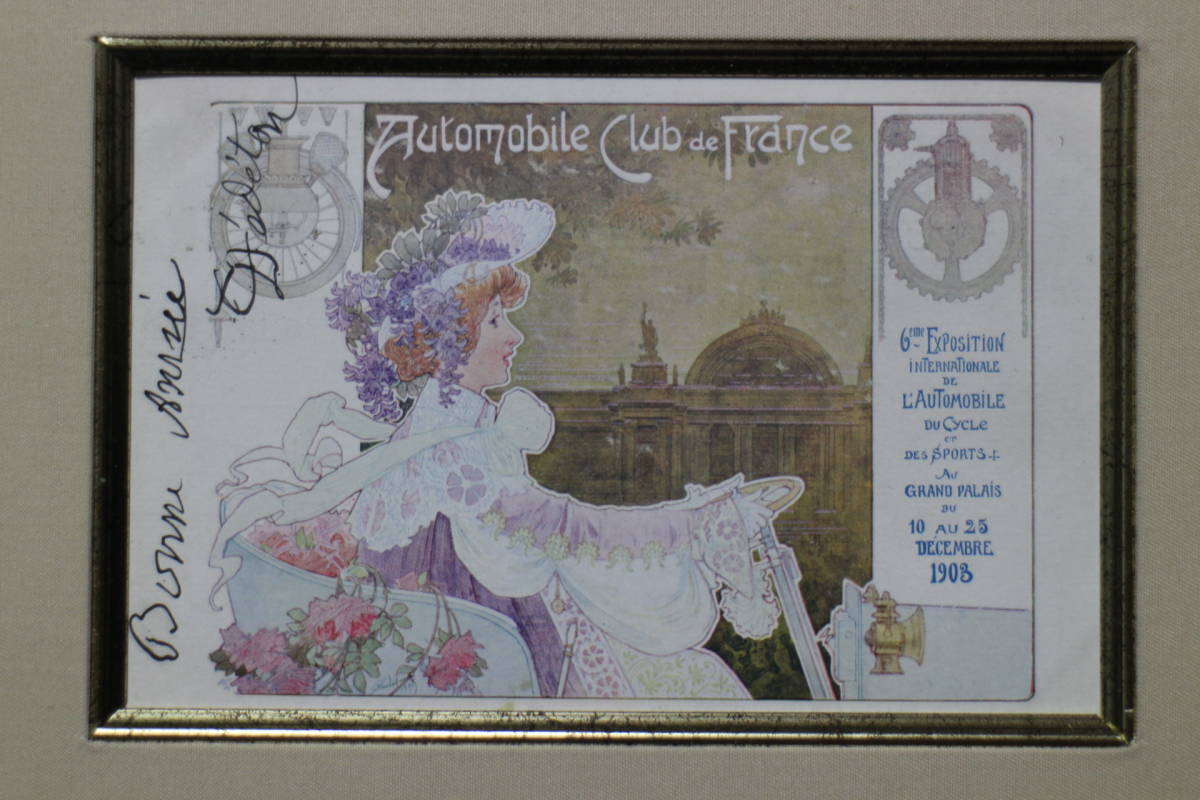 Automobile Club de France
6eme EXPOSITION
INTERNATIONALE
DE
L'AUTOMOBILE
DU CYCLE
ET
DES SPORTS
AU
GRAND PALAIS
DU
10 AU 25
DÉCEMBRE
1903
Bonne Année